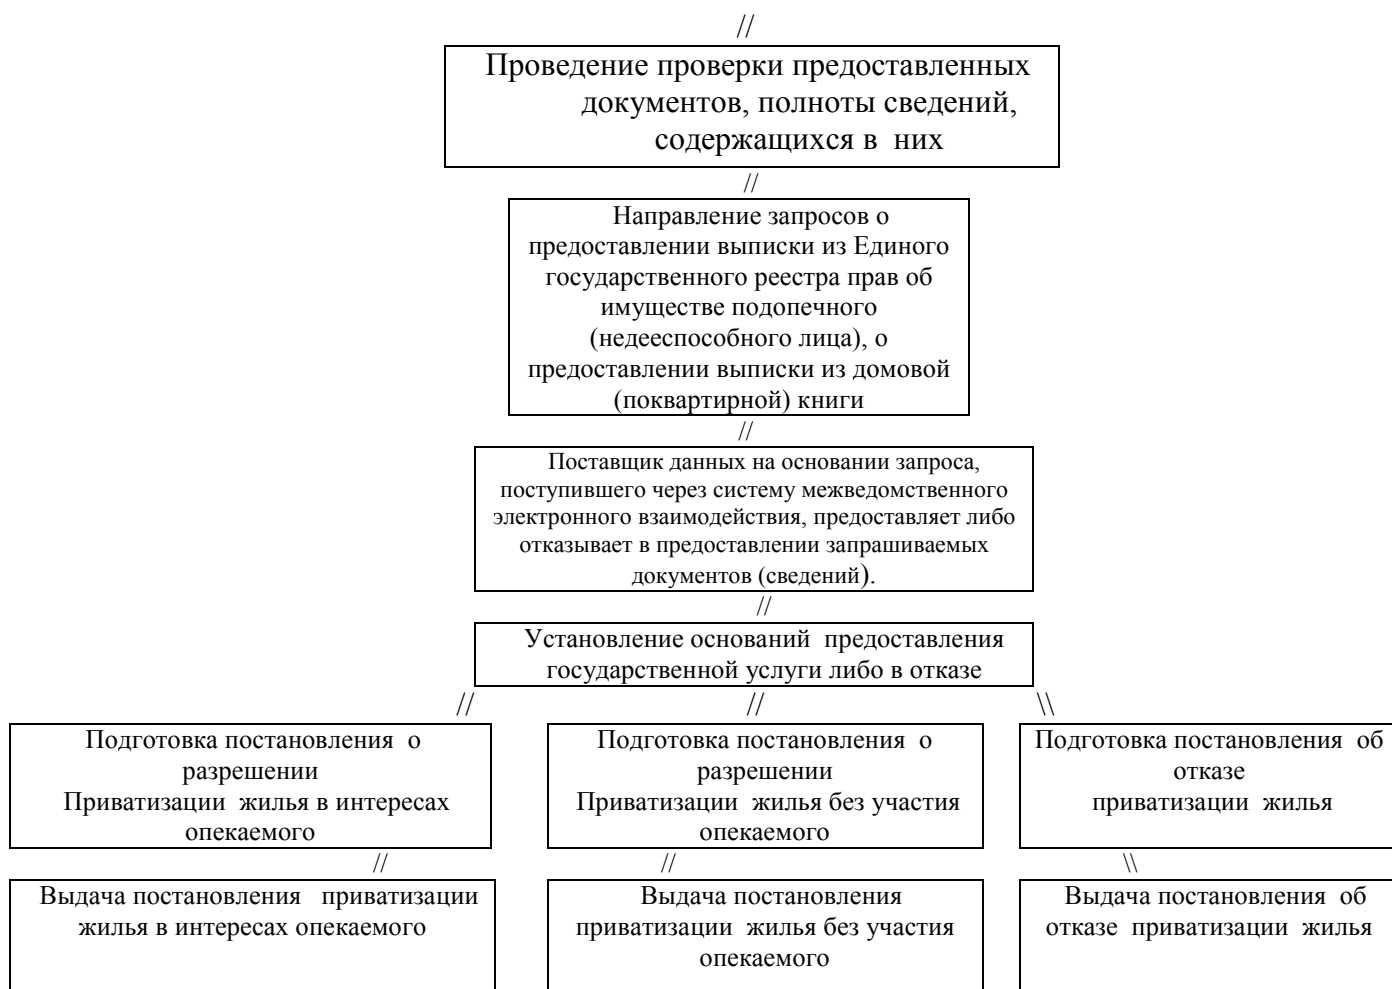 //
Проведение проверки предоставленных
документов, полноты сведений,
содержащихся в них
//
Направление запросов о
предоставлении выписки из Единого
государственного реестра прав об
имуществе подопечного
(недееспособного лица), о
предоставлении выписки из домовой
(поквартирной) книги
//
Поставщик данных на основании запроса,
поступившего через систему межведомственного
электронного взаимодействия, предоставляет либо
отказывает в предоставлении запрашиваемых
документов (сведений).
//
Установление оснований предоставления
государственной услуги либо в отказе
// // \\
Подготовка постановления о
разрешении
Приватизации жилья в интересах
опекаемого
Подготовка постановления о
разрешении
Приватизации жилья без участия
опекаемого
Подготовка постановления об
отказе
приватизации жилья
// // \\
Выдача постановления приватизации
жилья в интересах опекаемого
Выдача постановления
приватизации жилья без участия
опекаемого
Выдача постановления об
отказе приватизации жилья